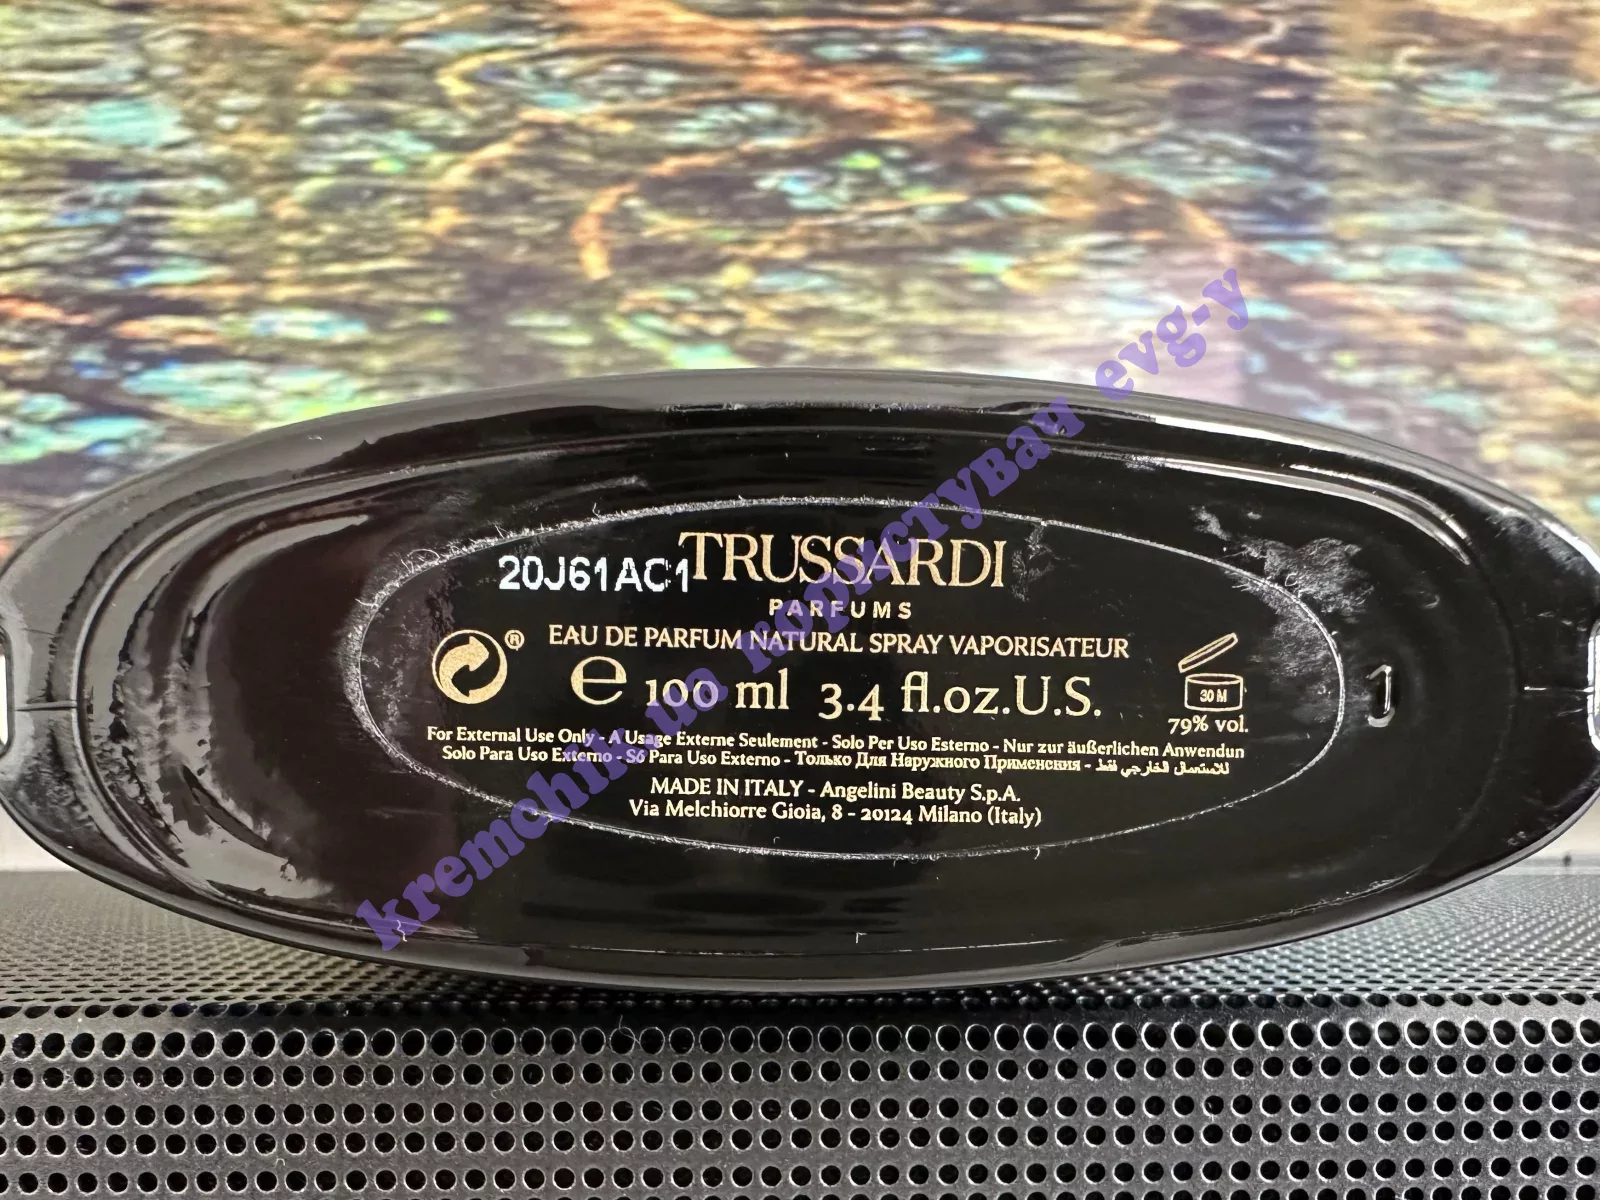 20J61AC1
TRUSSARDI
PARFUMS
EAU DE PARFUM NATURAL SPRAY VAPORISATEUR
℮ 100 ml 3.4 fl.oz.U.S.
30 M
79% vol.
For External Use Only - A Usage Externe Seulement - Solo Per Uso Esterno - Nur zur äußerlichen Anwendun
Solo Para Uso Externo - Só Para Uso Externo - Только Для Наружного Применения - للاستعمال الخارجي فقط
MADE IN ITALY - Angelini Beauty S.p.A.
Via Melchiorre Gioia, 8 - 20124 Milano (Italy)
1
kremchik.ua користувач evg-y